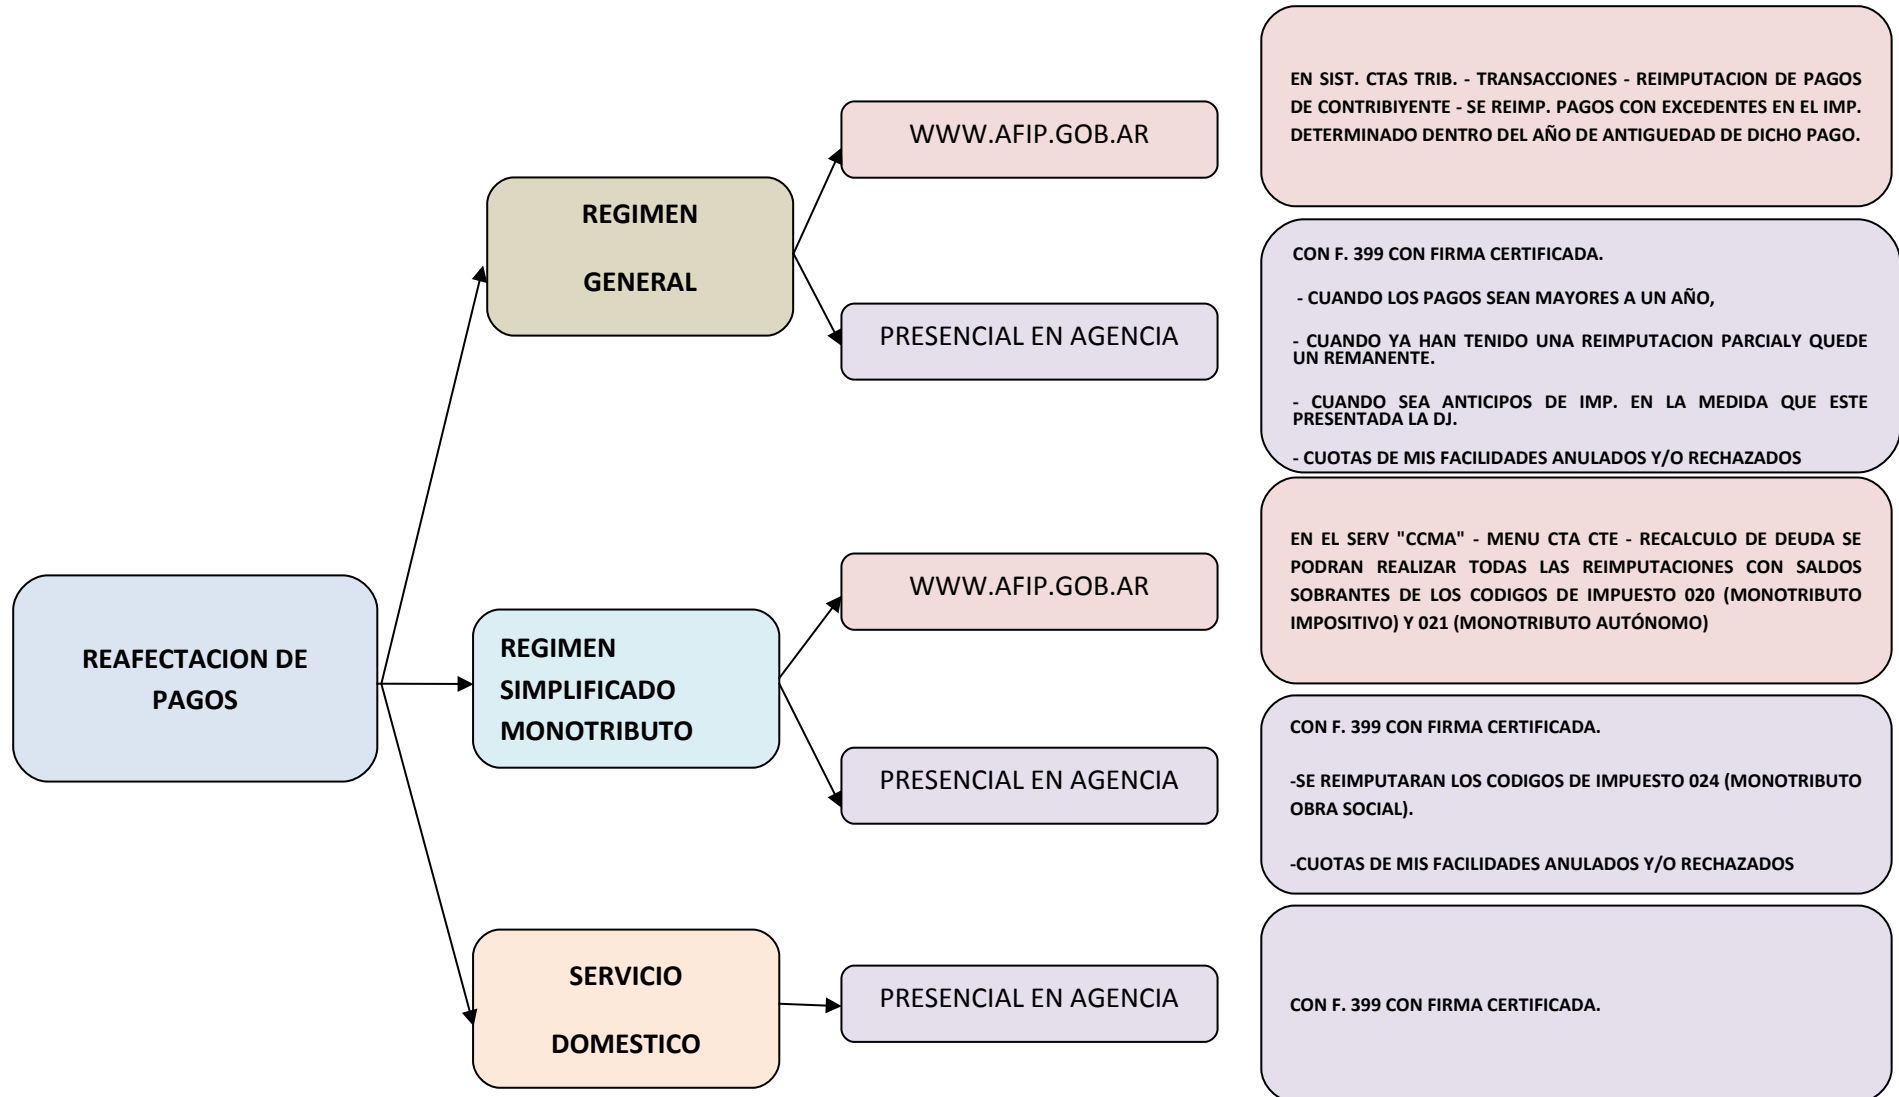 REAFECTACION DE
PAGOS
REGIMEN
GENERAL
WWW.AFIP.GOB.AR
EN SIST. CTAS TRIB. - TRANSACCIONES - REIMPUTACION DE PAGOS
DE CONTRIBIYENTE - SE REIMP. PAGOS CON EXCEDENTES EN EL IMP.
DETERMINADO DENTRO DEL AÑO DE ANTIGUEDAD DE DICHO PAGO.
PRESENCIAL EN AGENCIA
CON F. 399 CON FIRMA CERTIFICADA.
- CUANDO LOS PAGOS SEAN MAYORES A UN AÑO,
- CUANDO YA HAN TENIDO UNA REIMPUTACION PARCIALY QUEDE
UN REMANENTE.
- CUANDO SEA ANTICIPOS DE IMP. EN LA MEDIDA QUE ESTE
PRESENTADA LA DJ.
- CUOTAS DE MIS FACILIDADES ANULADOS Y/O RECHAZADOS
REGIMEN
SIMPLIFICADO
MONOTRIBUTO
WWW.AFIP.GOB.AR
EN EL SERV "CCMA" - MENU CTA CTE - RECALCULO DE DEUDA SE
PODRAN REALIZAR TODAS LAS REIMPUTACIONES CON SALDOS
SOBRANTES DE LOS CODIGOS DE IMPUESTO 020 (MONOTRIBUTO
IMPOSITIVO) Y 021 (MONOTRIBUTO AUTÓNOMO)
PRESENCIAL EN AGENCIA
CON F. 399 CON FIRMA CERTIFICADA.
-SE REIMPUTARAN LOS CODIGOS DE IMPUESTO 024 (MONOTRIBUTO
OBRA SOCIAL).
-CUOTAS DE MIS FACILIDADES ANULADOS Y/O RECHAZADOS
SERVICIO
DOMESTICO
PRESENCIAL EN AGENCIA
CON F. 399 CON FIRMA CERTIFICADA.